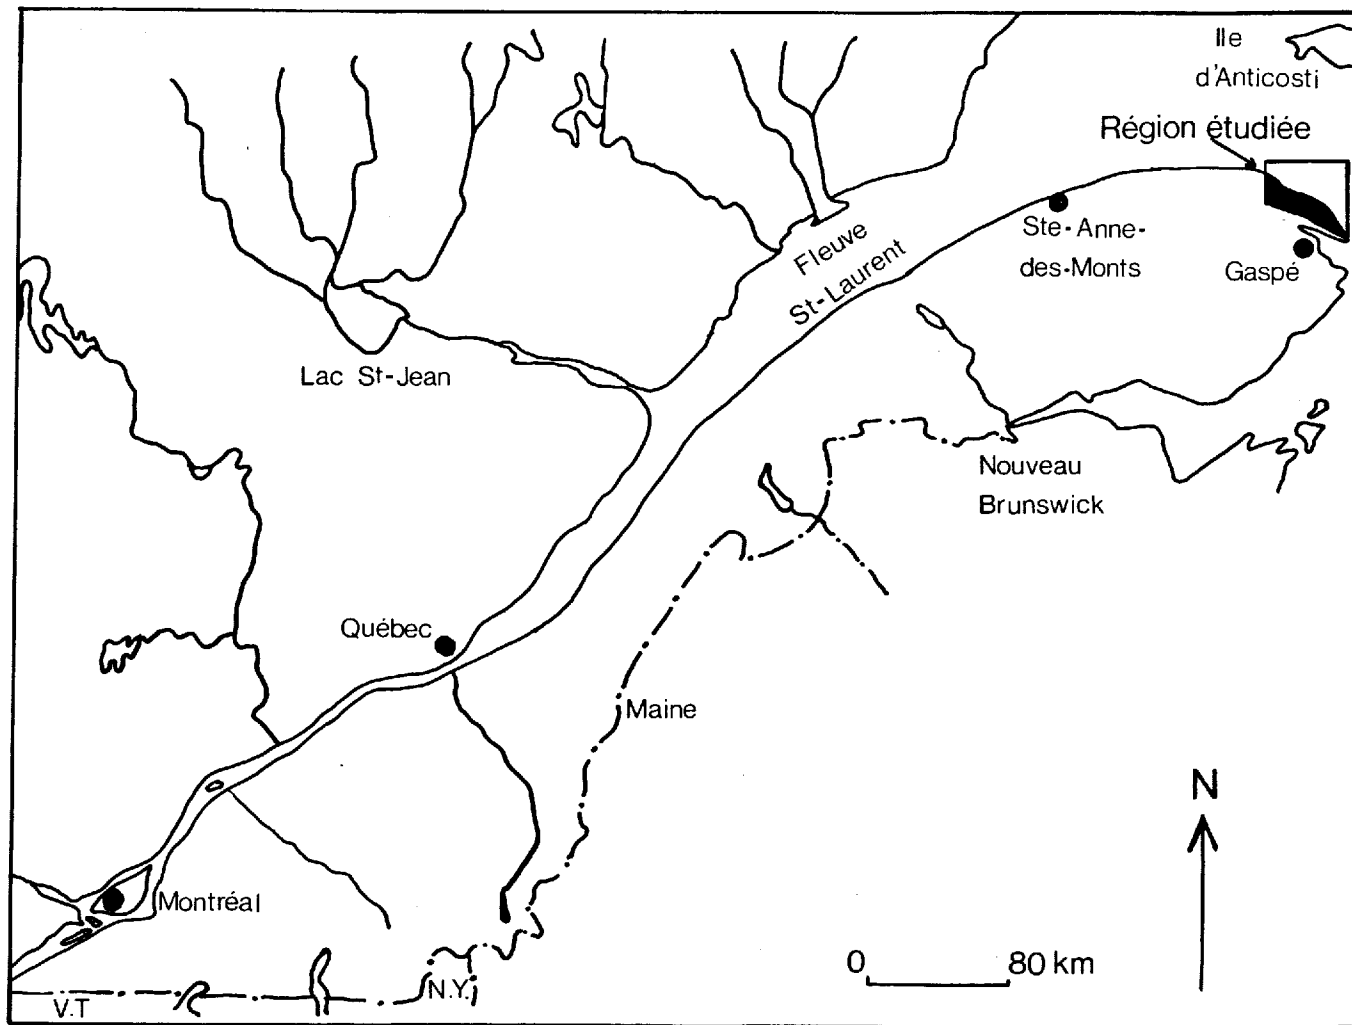 Ile
d'Anticosti
Région étudiée
Ste-Anne-
des-Monts
Gaspé
Fleuve
St-Laurent
Lac St-Jean
Nouveau
Brunswick
Québec
Maine
N
Montréal
0 80 km
N.Y.
V.T